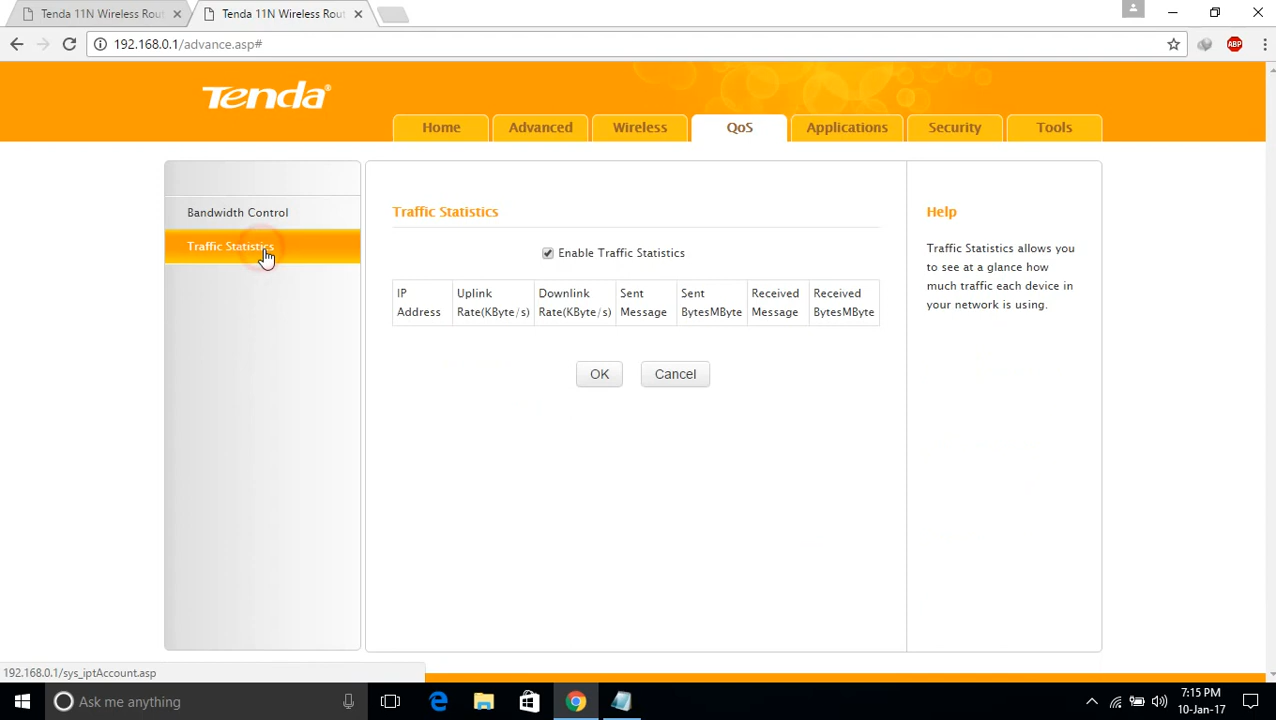 Tenda 11N Wireless Rout
Tenda 11N Wireless Rout
192.168.0.1/advance.asp#
ABP
Tenda®
Home
Advanced
Wireless
QoS
Applications
Security
Tools
Bandwidth Control
Traffic Statistics
Traffic Statistics
Enable Traffic Statistics
IP
Address
Uplink
Rate(KByte/s)
Downlink
Rate(KByte/s)
Sent
Message
Sent
BytesMByte
Received
Message
Received
BytesMByte
OK
Cancel
Help
Traffic Statistics allows you
to see at a glance how
much traffic each device in
your network is using.
192.168.0.1/sys_iptAccount.asp
Ask me anything
7:15 PM
10-Jan-17